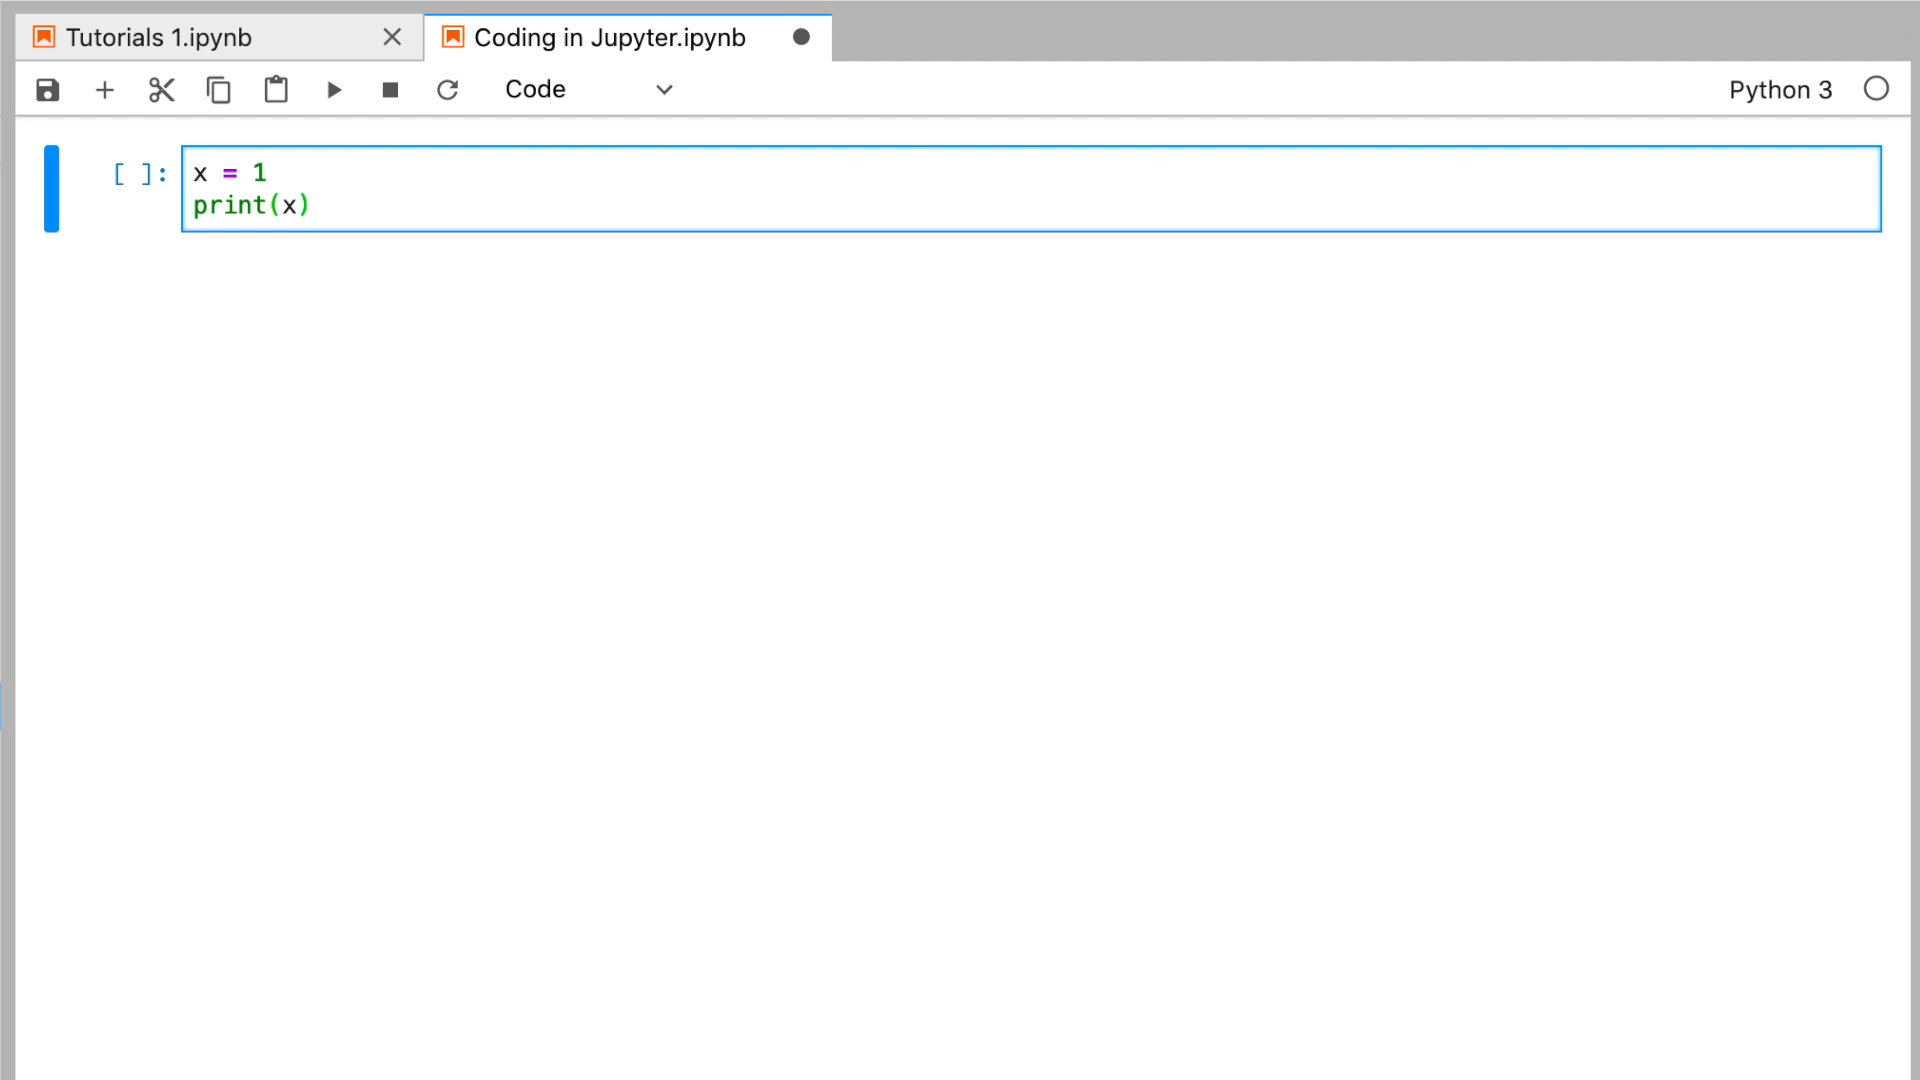 Tutorials 1.ipynb
Coding in Jupyter.ipynb
Code
Python 3
[ ]:
x = 1
print(x)